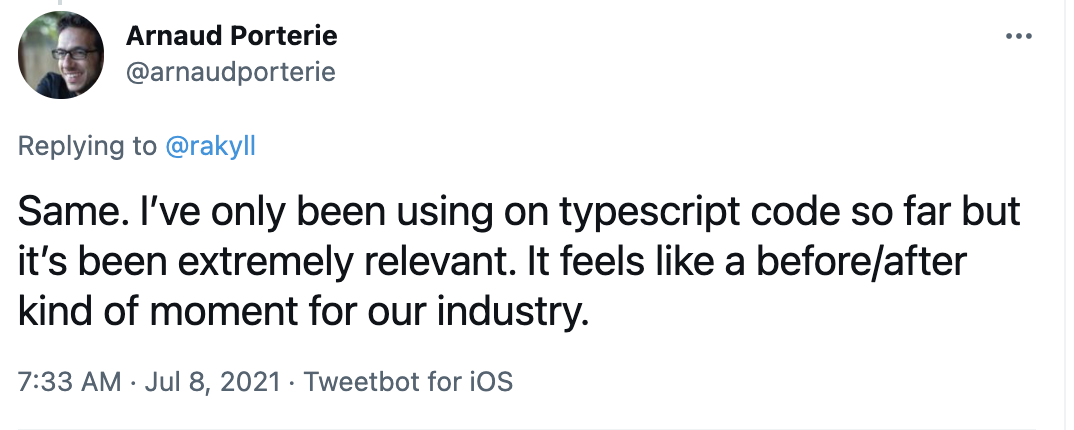 Arnaud Porterie
@arnaudporterie
Replying to @rakyll
Same. I’ve only been using on typescript code so far but
it’s been extremely relevant. It feels like a before/after
kind of moment for our industry.
7:33 AM · Jul 8, 2021 · Tweetbot for iOS